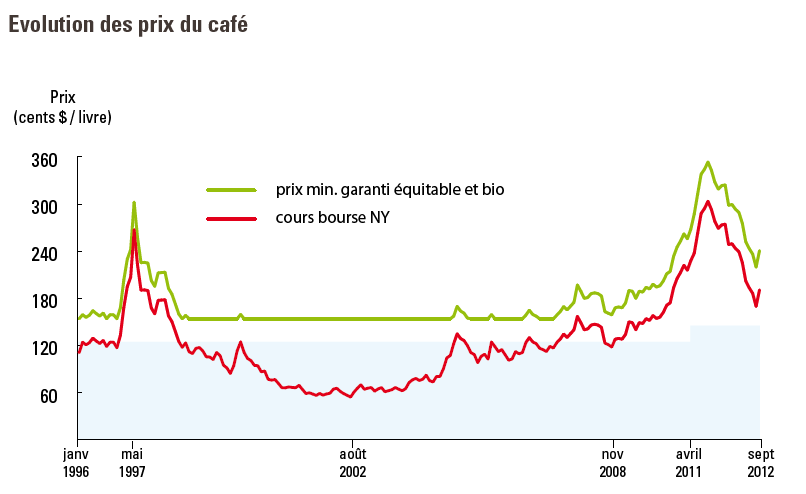 Evolution des prix du café
Prix
(cents $ / livre)
360
300
240
180
120
60
prix min. garanti équitable et bio
cours bourse NY
janv
1996
mai
1997
août
2002
nov
2008
avril
2011
sept
2012